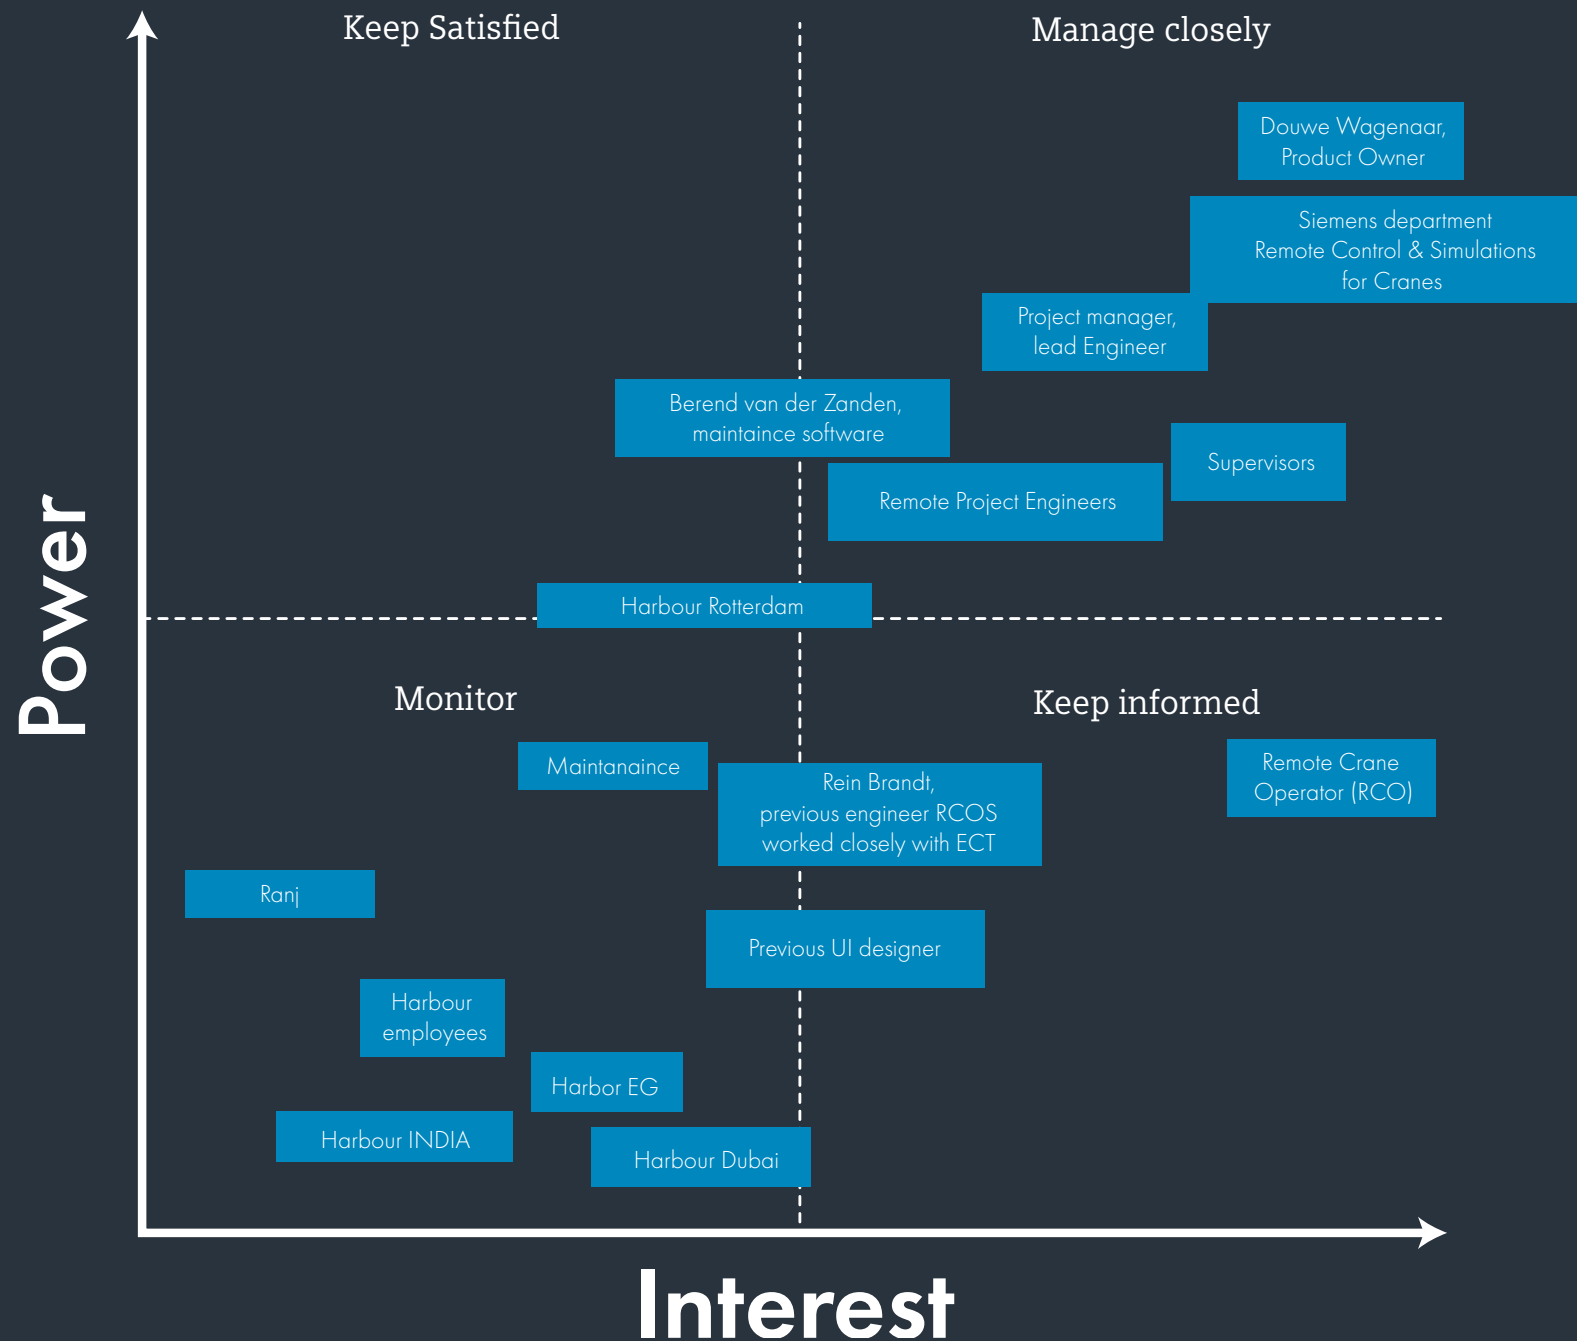 Keep Satisfied
Manage closely
Douwe Wagenaar,
Product Owner
Siemens department
Remote Control & Simulations
for Cranes
Project manager,
lead Engineer
Berend van der Zanden,
maintaince software
Supervisors
Remote Project Engineers
Power
Harbour Rotterdam
Monitor
Keep informed
Maintanaince
Rein Brandt,
previous engineer RCOS
worked closely with ECT
Remote Crane
Operator (RCO)
Ranj
Previous UI designer
Harbour
employees
Harbor EG
Harbour INDIA
Harbour Dubai
Interest